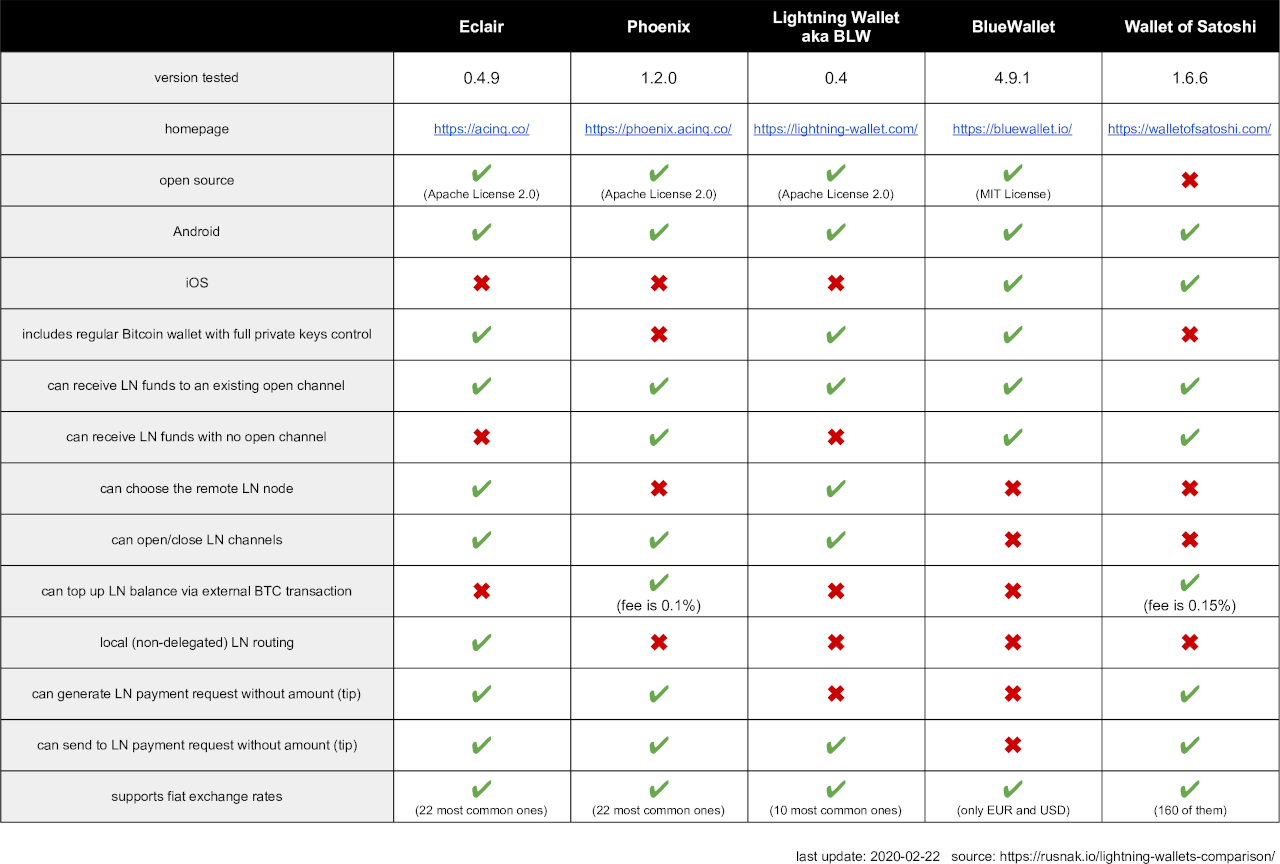 Eclair
Phoenix
Lightning Wallet
aka BLW
BlueWallet
Wallet of Satoshi
version tested
0.4.9
1.2.0
0.4
4.9.1
1.6.6
homepage
https://acinq.co/
https://phoenix.acinq.co/
https://lightning-wallet.com/
https://bluewallet.io/
https://walletofsatoshi.com/
open source
✔
(Apache License 2.0)
✔
(Apache License 2.0)
✔
(Apache License 2.0)
✔
(MIT License)
✖
Android
✔
✔
✔
✔
✔
iOS
✖
✖
✖
✔
✔
includes regular Bitcoin wallet with full private keys control
✔
✖
✔
✔
✖
can receive LN funds to an existing open channel
✔
✔
✔
✔
✔
can receive LN funds with no open channel
✖
✔
✖
✔
✔
can choose the remote LN node
✔
✖
✔
✖
✖
can open/close LN channels
✔
✔
✔
✖
✖
can top up LN balance via external BTC transaction
✖
✔
(fee is 0.1%)
✖
✖
✔
(fee is 0.15%)
local (non-delegated) LN routing
✔
✖
✖
✖
✖
can generate LN payment request without amount (tip)
✔
✔
✖
✖
✔
can send to LN payment request without amount (tip)
✔
✔
✔
✖
✔
supports fiat exchange rates
✔
(22 most common ones)
✔
(22 most common ones)
✔
(10 most common ones)
✔
(only EUR and USD)
✔
(160 of them)
last update: 2020-02-22 source: https://rusnak.io/lightning-wallets-comparison/